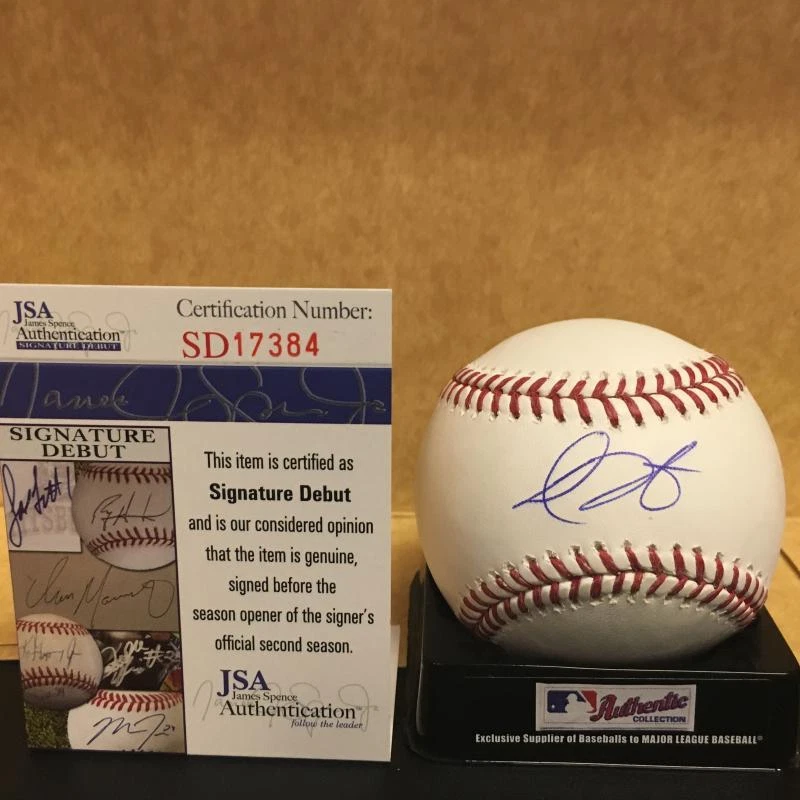 JSA
James Spence
Authentication
SIGNATURE DEBUT
Certification Number:
SD17384
SIGNATURE
DEBUT
This item is certified as
Signature Debut
and is our considered opinion
that the item is genuine,
signed before the
season opener of the signer's
official second season.
JSA
James Spence
Authentication™
follow the leader
Authentic
COLLECTION
Exclusive Supplier of Baseballs to MAJOR LEAGUE BASEBALL®